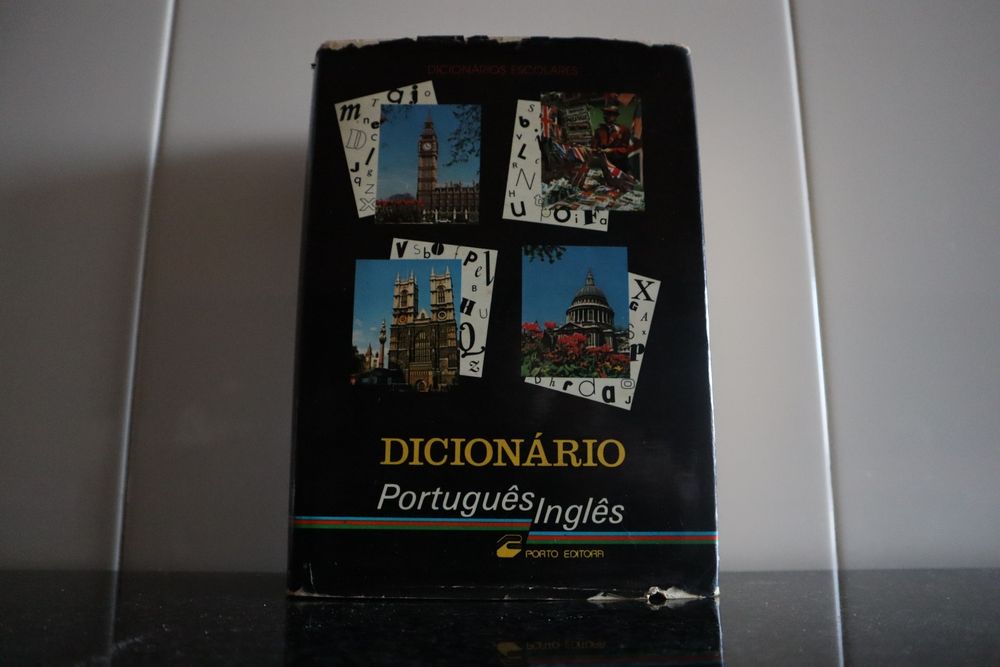 DICIONÁRIOS ESCOLARES
DICIONÁRIO
Português
Inglês
PORTO EDITORA